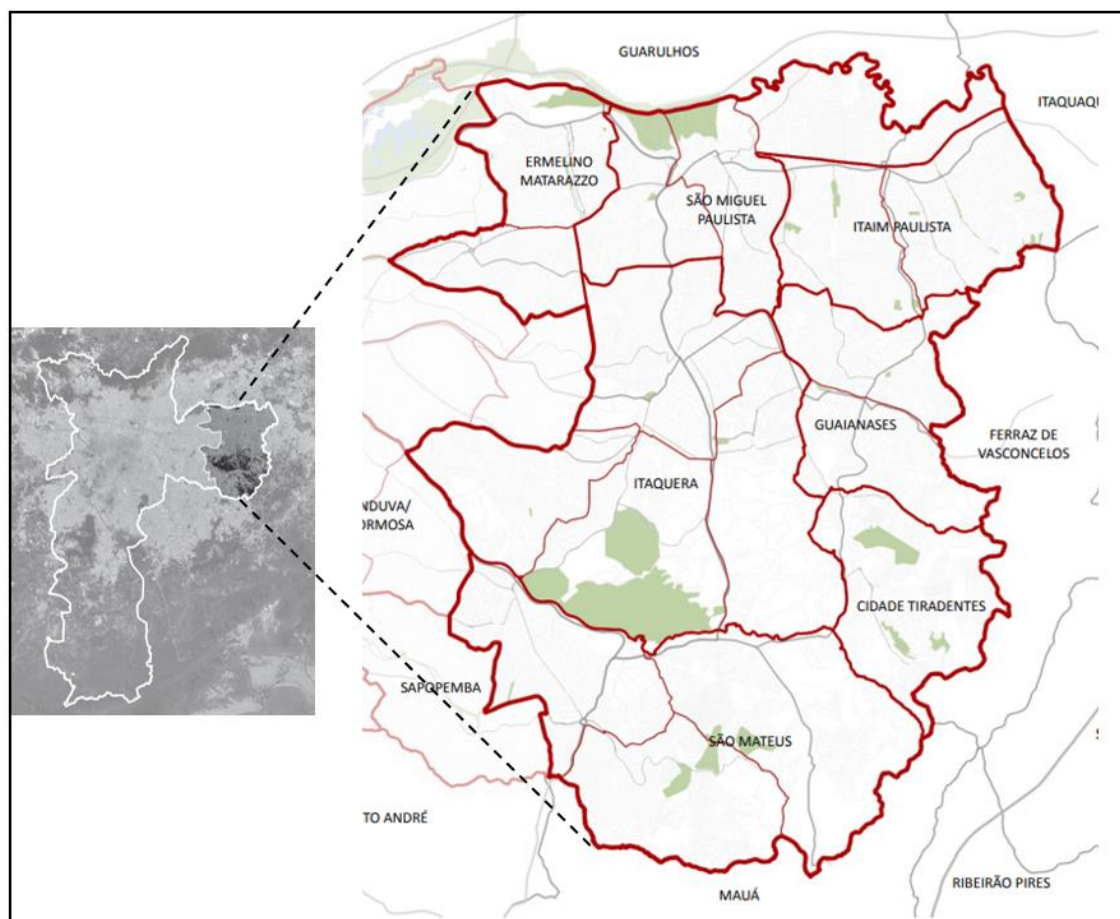 GUARULHOS
ITAQUAQU
ERMELINO
MATARAZZO
SÃO MIGUEL
PAULISTA
ITAIM PAULISTA
GUAIANASES
FERRAZ DE
VASCONCELOS
ITAQUERA
NDUVA/
ORMOSA
CIDADE TIRADENTES
SAPOPEMBA
SÃO MATEUS
TO ANDRÉ
RIBEIRÃO PIRES
MAUÁ